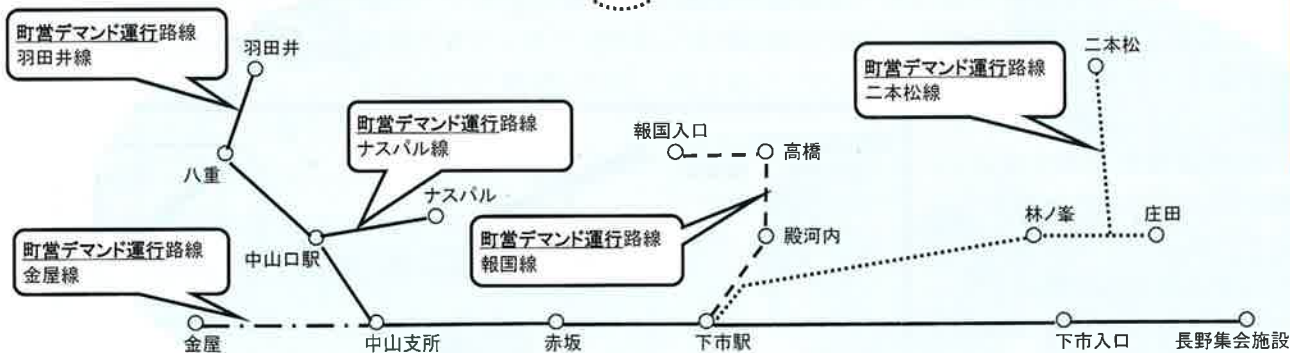 町営デマンド運行路線
羽田井線
羽田井
町営デマンド運行路線
ナスパル線
町営デマンド運行路線
二本松線
二本松
報国入口
高橋
八重
ナスパル
町営デマンド運行路線
金屋線
中山口駅
町営デマンド運行路線
報国線
殿河内
林ノ峯
庄田
金屋
中山支所
赤坂
下市駅
下市入口
長野集会施設